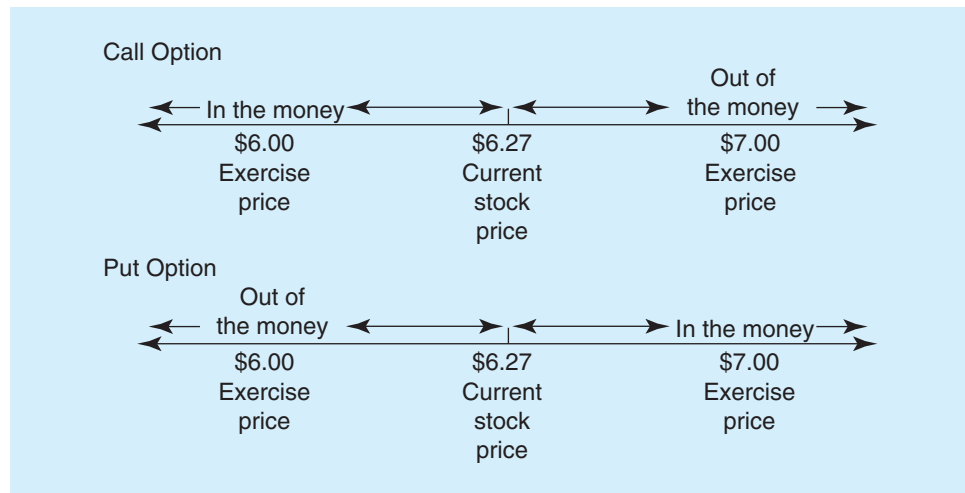 Call Option
Out of
In the money
the money
$6.00
$6.27
$7.00
Exercise
Current
Exercise
price
stock
price
price
Put Option
Out of
the money
In the money
$6.00
$6.27
$7.00
Exercise
Current
Exercise
price
stock
price
price